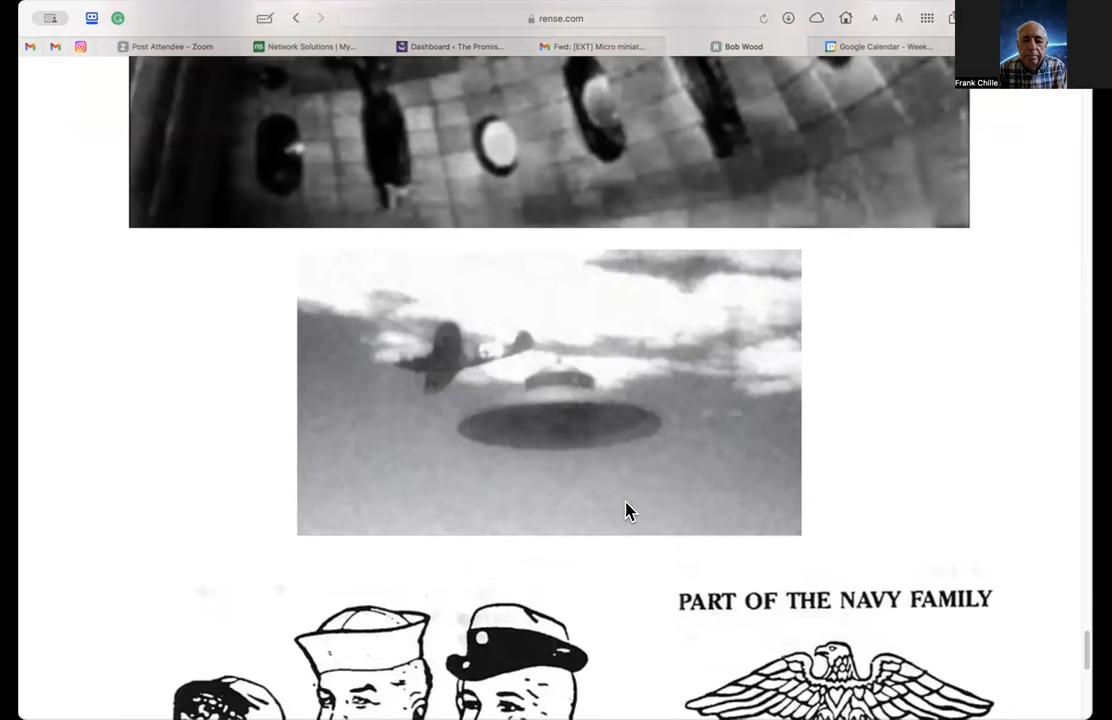 rense.com
A A
Post Attendee - Zoom
Network Solutions | My...
Dashboard ‹ The Promis...
Fwd: [EXT] Micro miniat...
Bob Wood
Google Calendar - Week...
Frank Chille
PART OF THE NAVY FAMILY